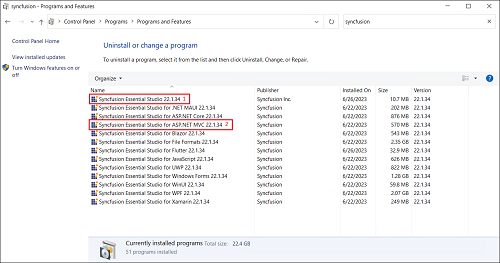 syncfusion - Programs and Features
Control Panel > Programs > Programs and Features
syncfusion
Control Panel Home
View installed updates
Turn Windows features on or off
Uninstall or change a program
To uninstall a program, select it from the list and then click Uninstall, Change, or Repair.
Organize
Name Publisher Installed On Size Version
Syncfusion Essential Studio 22.1.34 1 Syncfusion Inc. 6/26/2023 10.7 MB 22.1.34
Syncfusion Essential Studio for .NET MAUI 22.1.34 Syncfusion 6/22/2023 202 MB 22.1.34
Syncfusion Essential Studio for ASP.NET Core 22.1.34 Syncfusion 6/22/2023 876 MB 22.1.34
Syncfusion Essential Studio for ASP.NET MVC 22.1.34 2 Syncfusion 6/22/2023 570 MB 22.1.34
Syncfusion Essential Studio for Blazor 22.1.34 Syncfusion 6/22/2023 543 MB 22.1.34
Syncfusion Essential Studio for File Formats 22.1.34 Syncfusion 6/22/2023 2.35 GB 22.1.34
Syncfusion Essential Studio for Flutter 22.1.34 Syncfusion 6/22/2023 32.9 MB 22.1.34
Syncfusion Essential Studio for JavaScript 22.1.34 Syncfusion 6/22/2023 626 MB 22.1.34
Syncfusion Essential Studio for UWP 22.1.34 Syncfusion 6/22/2023 822 MB 22.1.34
Syncfusion Essential Studio for Windows Forms 22.1.34 Syncfusion 6/22/2023 1.28 GB 22.1.34
Syncfusion Essential Studio for WinUI 22.1.34 Syncfusion 6/22/2023 59.8 MB 22.1.34
Syncfusion Essential Studio for WPF 22.1.34 Syncfusion 6/22/2023 2.07 GB 22.1.34
Syncfusion Essential Studio for Xamarin 22.1.34 Syncfusion 6/22/2023 249 MB 22.1.34
Currently installed programs Total size: 22.4 GB
51 programs installed